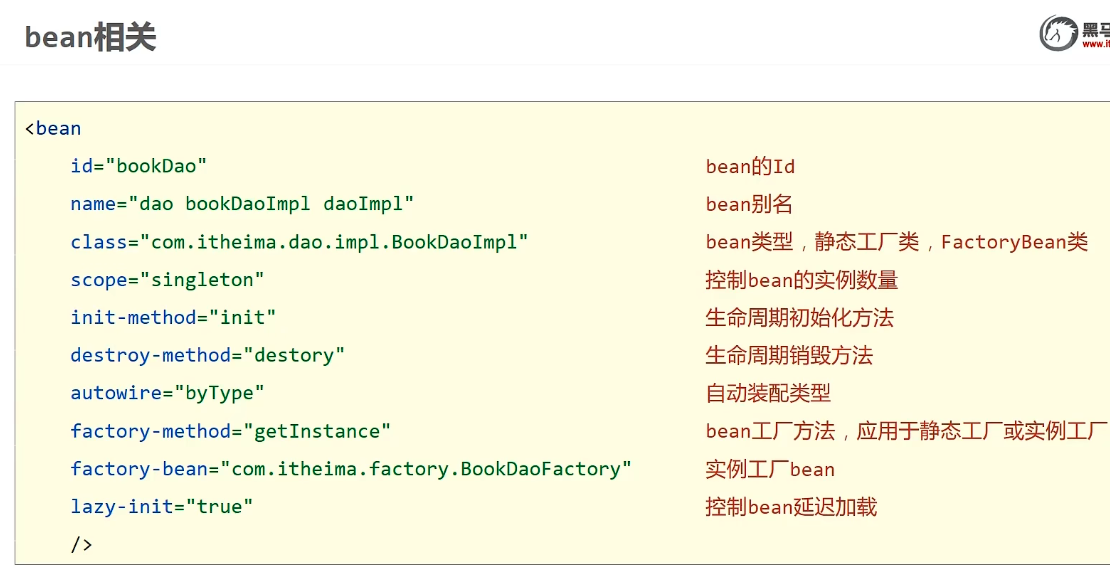 bean相关
黑马
www.it
<bean
id="bookDao" bean的Id
name="dao bookDaoImpl daoImpl" bean别名
class="com.itheima.dao.impl.BookDaoImpl" bean类型，静态工厂类，FactoryBean类
scope="singleton" 控制bean的实例数量
init-method="init" 生命周期初始化方法
destroy-method="destory" 生命周期销毁方法
autowire="byType" 自动装配类型
factory-method="getInstance" bean工厂方法，应用于静态工厂或实例工厂
factory-bean="com.itheima.factory.BookDaoFactory" 实例工厂bean
lazy-init="true" 控制bean延迟加载
/>